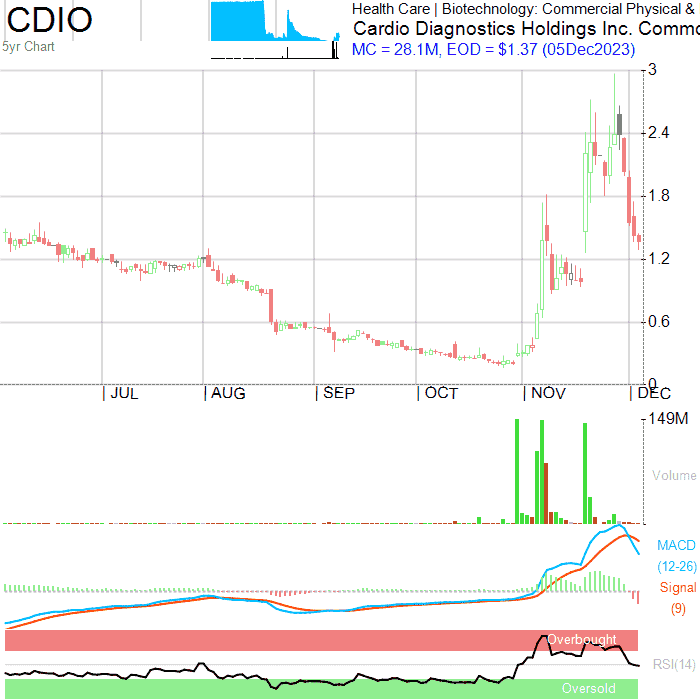 CDIO
5yr Chart
Health Care | Biotechnology: Commercial Physical &
Cardio Diagnostics Holdings Inc. Commo
MC = 28.1M, EOD = $1.37 (05Dec2023)
3
2.4
1.8
1.2
0.6
0
| JUL | AUG | SEP | OCT | NOV | DEC
149M
Volume
MACD
(12-26)
Signal
(9)
Overbought
RSI(14)
Oversold